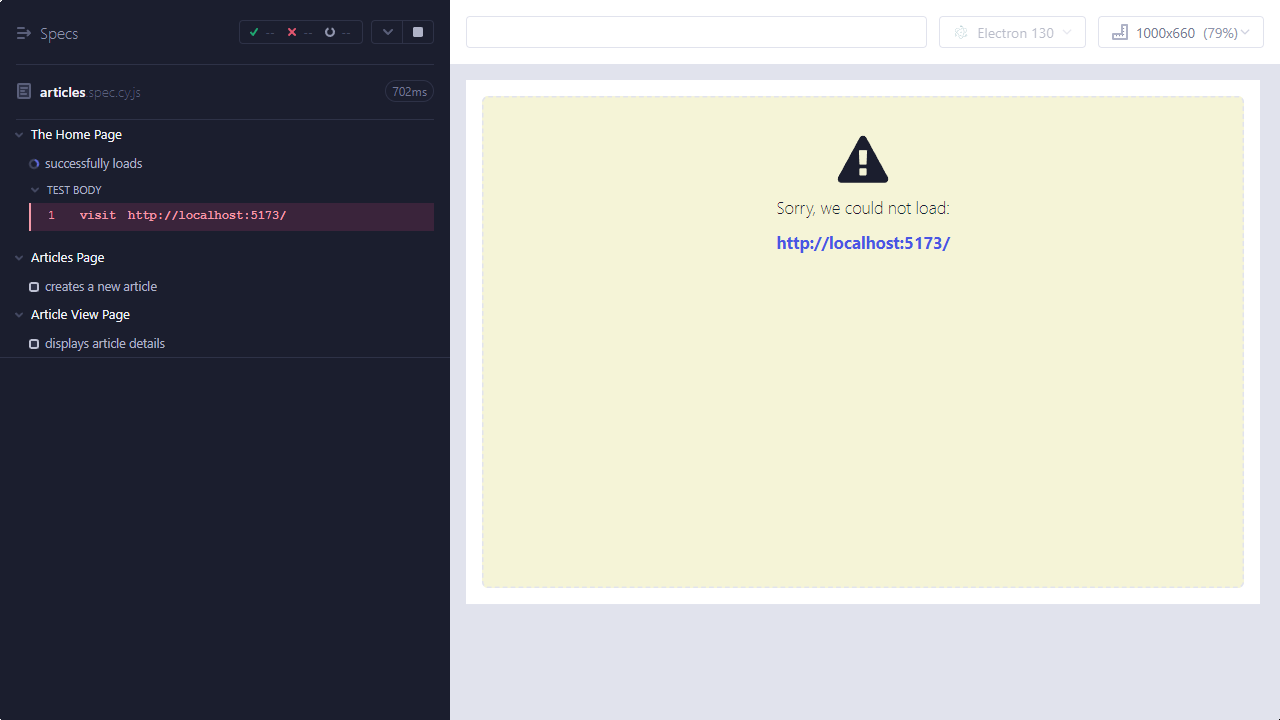 Specs
-- -- --
Electron 130
1000x660 (79%)
articles spec.cy.js
702ms
The Home Page
successfully loads
TEST BODY
1 visit http://localhost:5173/
Articles Page
creates a new article
Article View Page
displays article details
Sorry, we could not load:
http://localhost:5173/